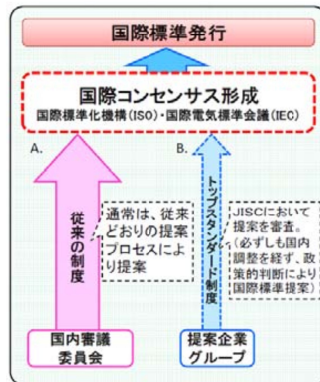 国際標準発行
国際コンセンサス形成
国際標準化機構(ISO)・国際電気標準会議(IEC)
A.
B.
従来の制度
通常は、従来
どおりの提案
プロセスによ
り提案
トップスタンダード制度
JISCにおいて
提案を審査。
(必ずしも国内
調整を経ず、政
策的判断により
国際標準提案)
国内審議
委員会
提案企業
グループ